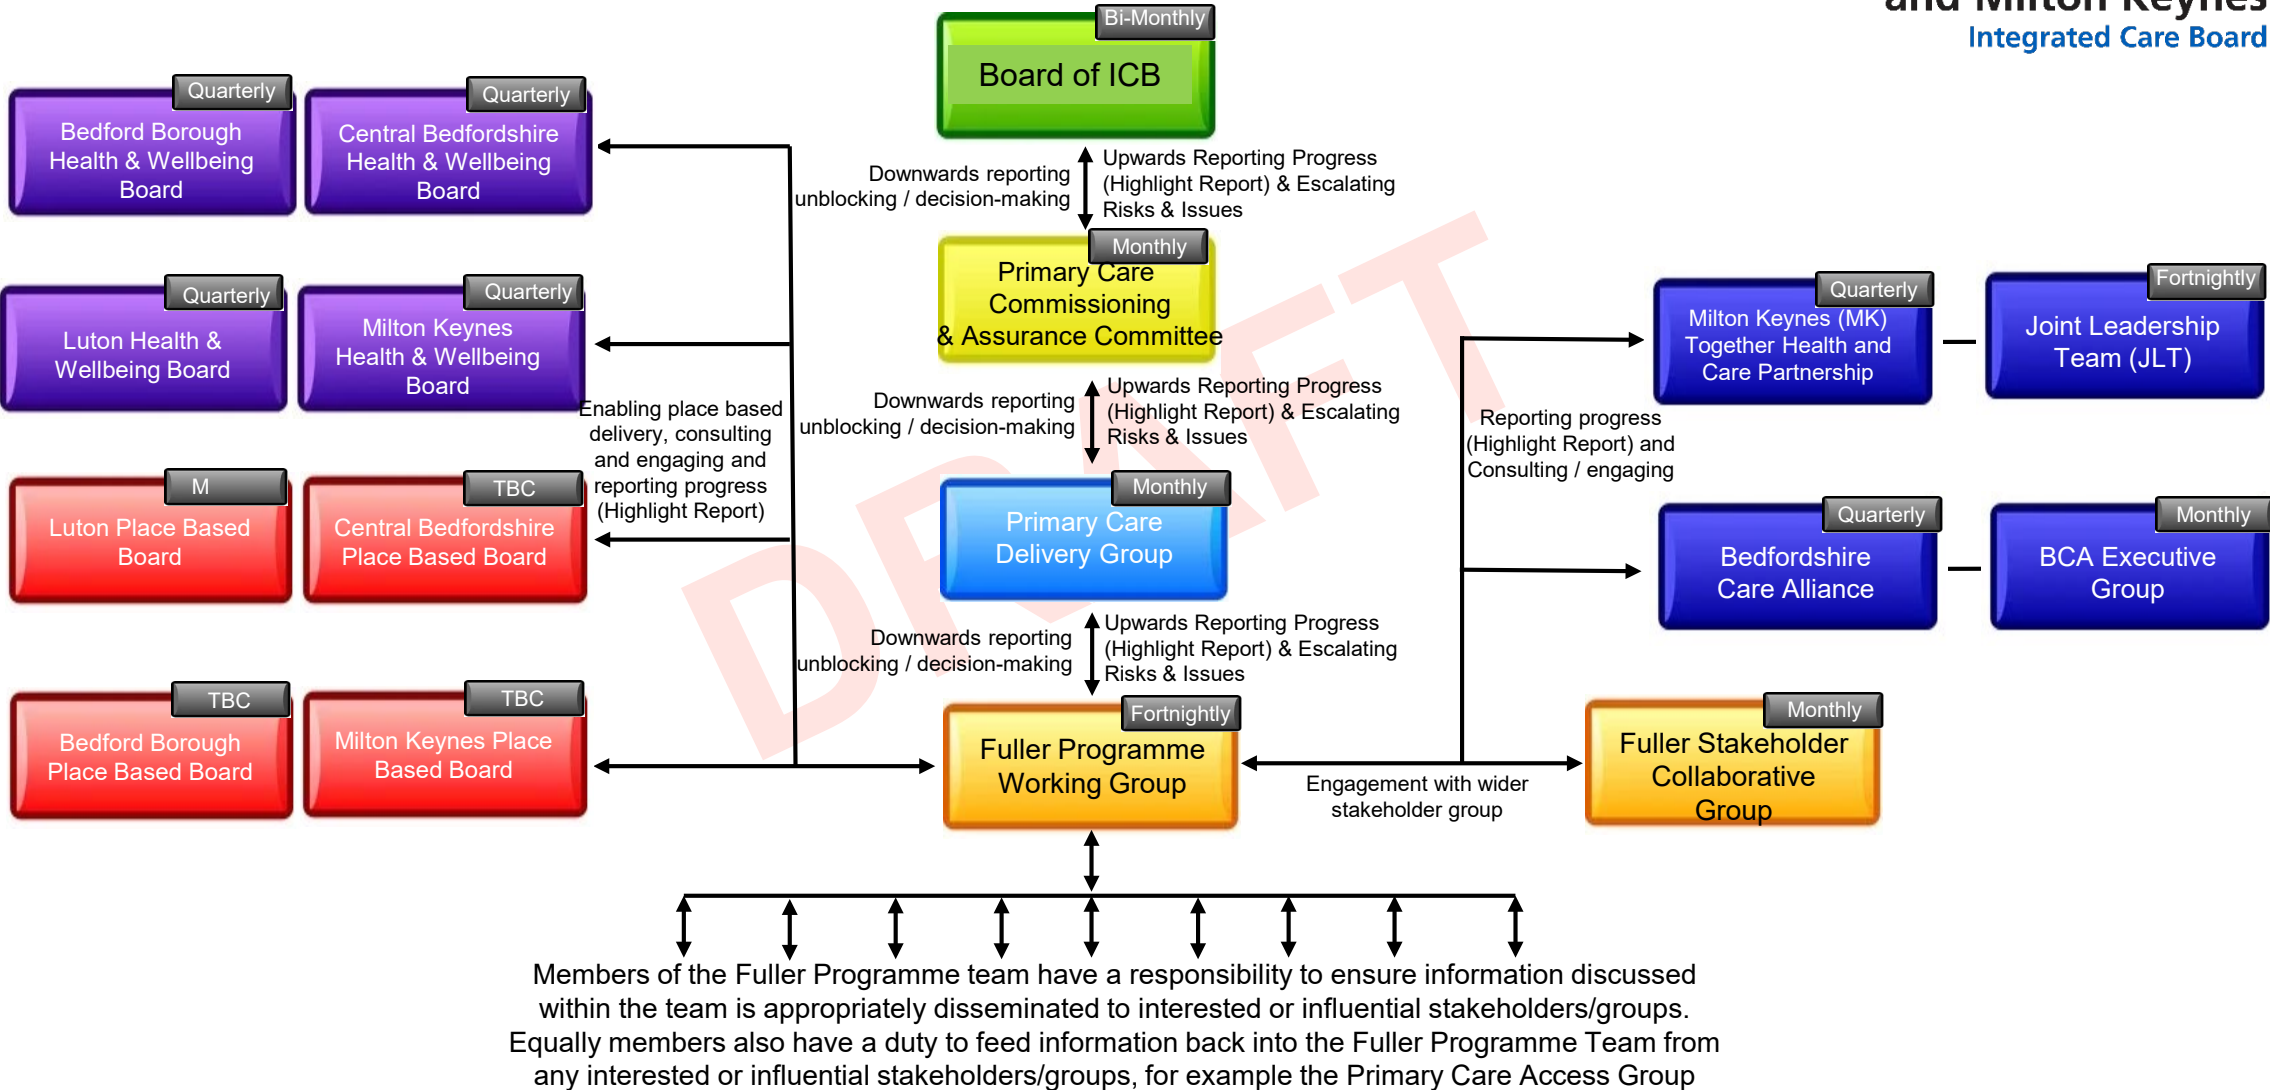 and Milton Keynes
Integrated Care Board
Bi-Monthly
Board of ICB
Quarterly
Bedford Borough
Health & Wellbeing
Board
Quarterly
Central Bedfordshire
Health & Wellbeing
Board
Downwards reporting
unblocking / decision-making
Upwards Reporting Progress
(Highlight Report) & Escalating
Risks & Issues
Monthly
Primary Care
Commissioning
& Assurance Committee
Quarterly
Luton Health &
Wellbeing Board
Quarterly
Milton Keynes
Health & Wellbeing
Board
Quarterly
Milton Keynes (MK)
Together Health and
Care Partnership
Fortnightly
Joint Leadership
Team (JLT)
Enabling place based
delivery, consulting
and engaging and
reporting progress
(Highlight Report)
Downwards reporting
unblocking / decision-making
Upwards Reporting Progress
(Highlight Report) & Escalating
Risks & Issues
Reporting progress
(Highlight Report) and
Consulting / engaging
M
Luton Place Based
Board
TBC
Central Bedfordshire
Place Based Board
Monthly
Primary Care
Delivery Group
Quarterly
Bedfordshire
Care Alliance
Monthly
BCA Executive
Group
DRAFT
Downwards reporting
unblocking / decision-making
Upwards Reporting Progress
(Highlight Report) & Escalating
Risks & Issues
TBC
Bedford Borough
Place Based Board
TBC
Milton Keynes Place
Based Board
Fortnightly
Fuller Programme
Working Group
Engagement with wider
stakeholder group
Monthly
Fuller Stakeholder
Collaborative
Group
Members of the Fuller Programme team have a responsibility to ensure information discussed
within the team is appropriately disseminated to interested or influential stakeholders/groups.
Equally members also have a duty to feed information back into the Fuller Programme Team from
any interested or influential stakeholders/groups, for example the Primary Care Access Group